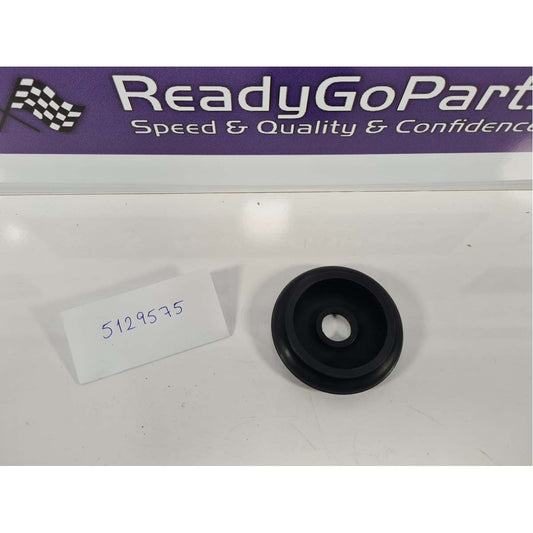 ReadyGoParts
Speed & Quality & Confidence
5129575